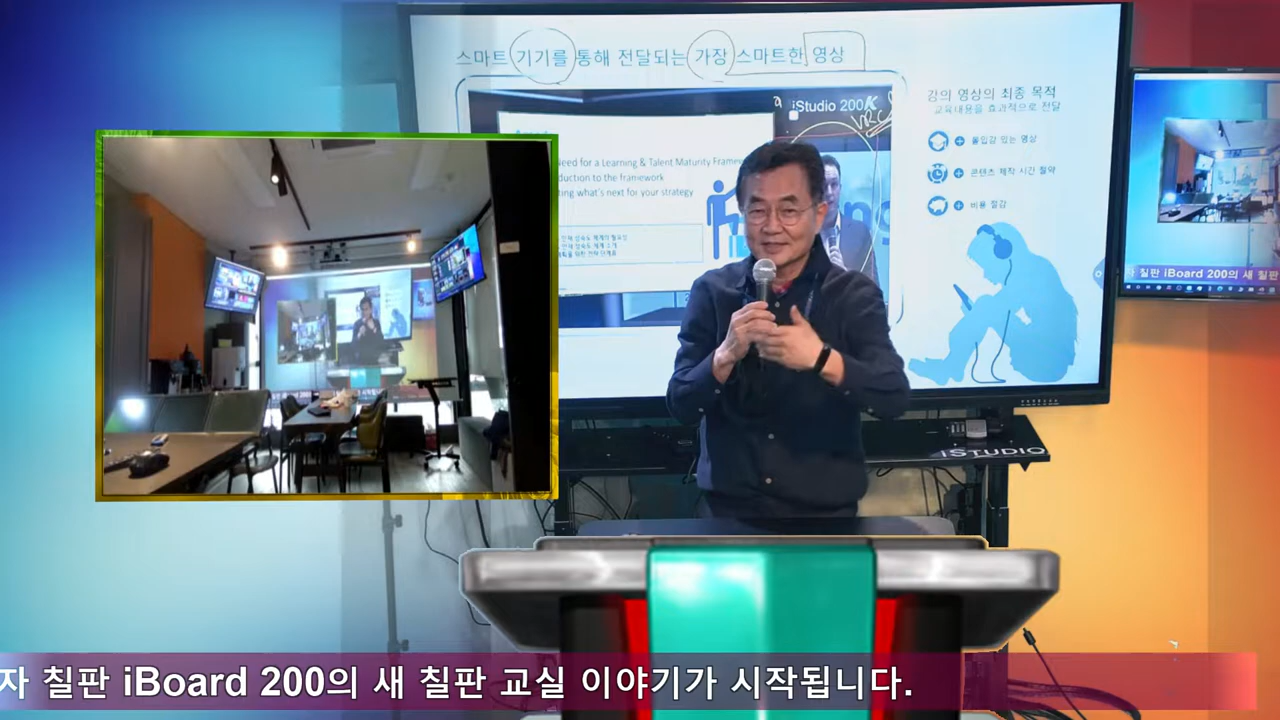 스마트 기기를 통해 전달되는 가장 스마트한 영상
iStudio 200K
VRC
Need for a Learning & Talent Maturity Frame
duction to the framework
ting what's next for your strategy
강의 영상의 최종 목적
교육내용을 효과적으로 전달
몰입감 있는 영상
콘텐츠 제작 시간 절약
비용 절감
자 칠판 iBoard 200의 새 칠판
iSTUDIO
자 칠판 iBoard 200의 새 칠판 교실 이야기가 시작됩니다.